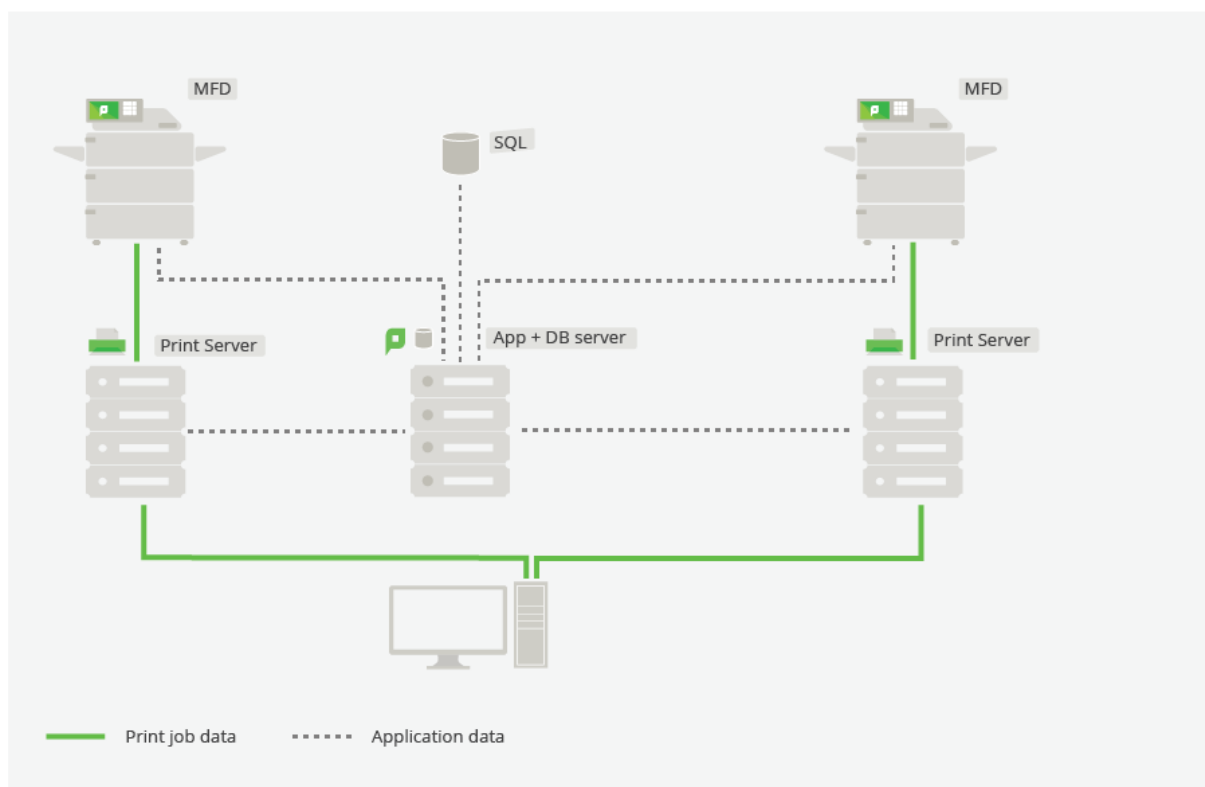 MFD
MFD
SQL
Print Server
App + DB server
Print Server
Print job data
Application data